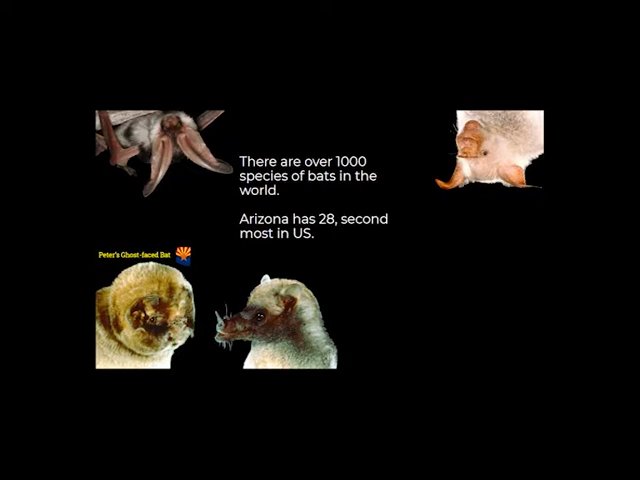 There are over 1000
species of bats in the
world.
Arizona has 28, second
most in US.
Peter's Ghost-faced Bat